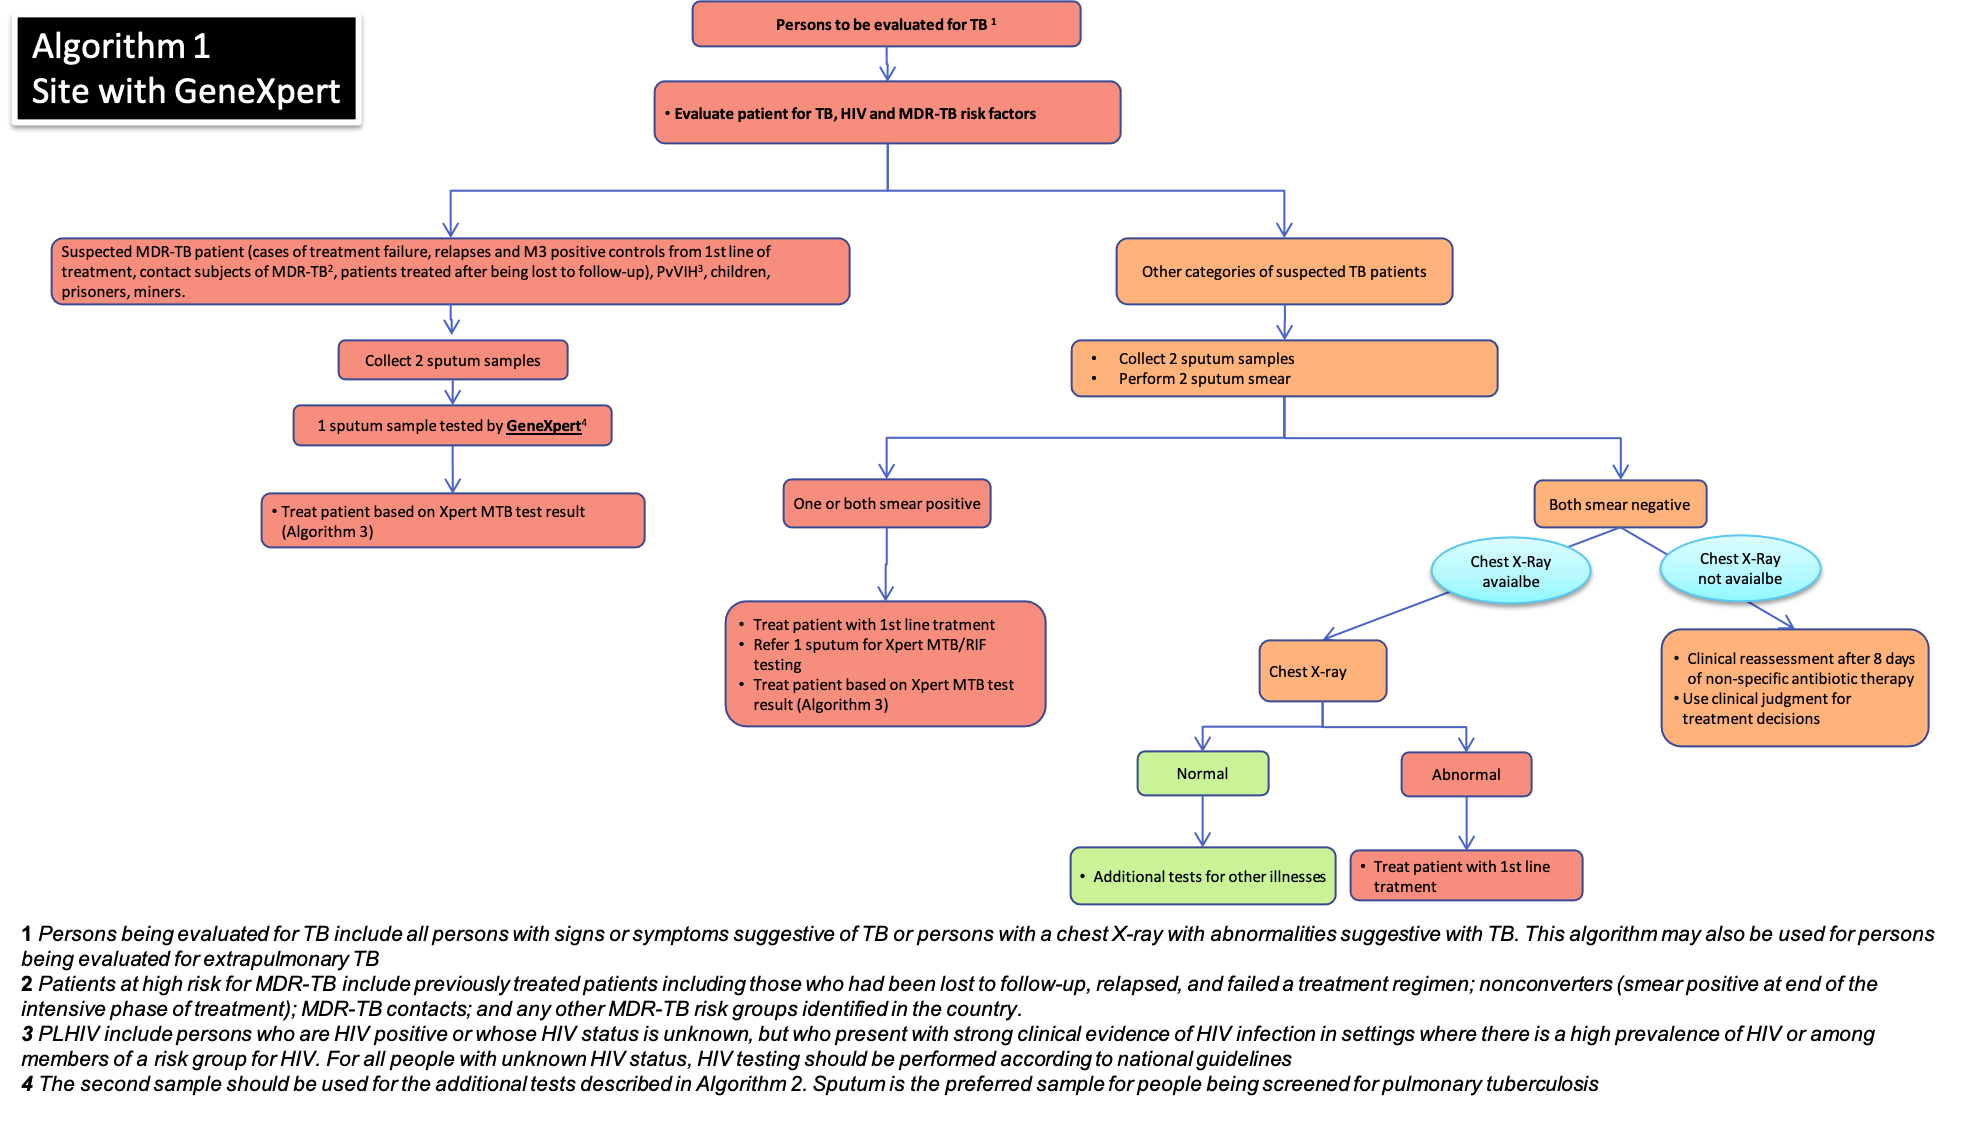 Algorithm 1
Site with GeneXpert
Persons to be evaluated for TB 1
• Evaluate patient for TB, HIV and MDR-TB risk factors
Suspected MDR-TB patient (cases of treatment failure, relapses and M3 positive controls from 1st line of
treatment, contact subjects of MDR-TB2, patients treated after being lost to follow-up), PvVIH3, children,
prisoners, miners.
Collect 2 sputum samples
1 sputum sample tested by GeneXpert4
• Treat patient based on Xpert MTB test result
(Algorithm 3)
Other categories of suspected TB patients
• Collect 2 sputum samples
• Perform 2 sputum smear
One or both smear positive
• Treat patient with 1st line tratment
• Refer 1 sputum for Xpert MTB/RIF
testing
• Treat patient based on Xpert MTB test
result (Algorithm 3)
Both smear negative
Chest X-Ray
avaialbe
Chest X-Ray
not avaialbe
Chest X-ray
• Clinical reassessment after 8 days
of non-specific antibiotic therapy
• Use clinical judgment for
treatment decisions
Normal
Abnormal
• Additional tests for other illnesses
• Treat patient with 1st line
tratment
1 Persons being evaluated for TB include all persons with signs or symptoms suggestive of TB or persons with a chest X-ray with abnormalities suggestive with TB. This algorithm may also be used for persons
being evaluated for extrapulmonary TB
2 Patients at high risk for MDR-TB include previously treated patients including those who had been lost to follow-up, relapsed, and failed a treatment regimen; nonconverters (smear positive at end of the
intensive phase of treatment); MDR-TB contacts; and any other MDR-TB risk groups identified in the country.
3 PLHIV include persons who are HIV positive or whose HIV status is unknown, but who present with strong clinical evidence of HIV infection in settings where there is a high prevalence of HIV or among
members of a risk group for HIV. For all people with unknown HIV status, HIV testing should be performed according to national guidelines
4 The second sample should be used for the additional tests described in Algorithm 2. Sputum is the preferred sample for people being screened for pulmonary tuberculosis